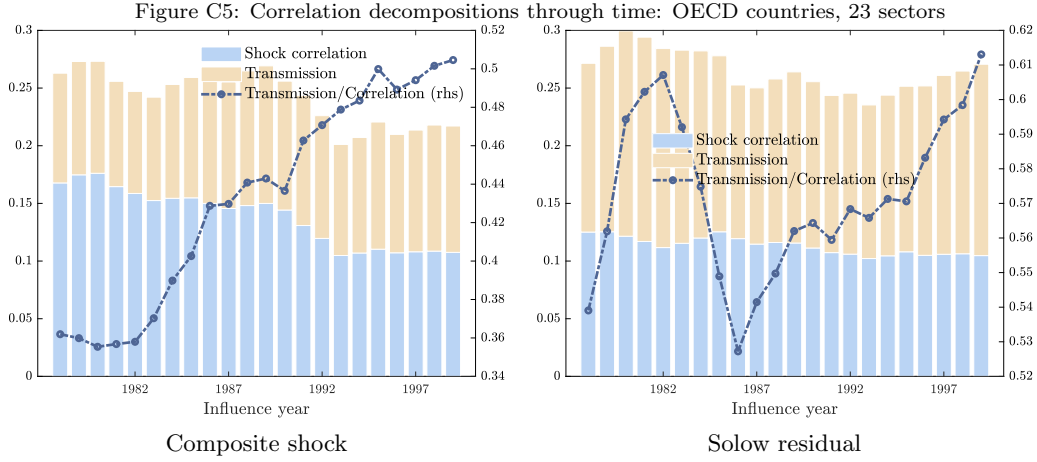 Figure C5: Correlation decompositions through time: OECD countries, 23 sectors
0.3
0.25
0.2
0.15
0.1
0.05
0
0.52
0.5
0.48
0.46
0.44
0.42
0.4
0.38
0.36
0.34
Shock correlation
Transmission
Transmission/Correlation (rhs)
1982 1987 1992 1997
Influence year
Composite shock
0.3
0.25
0.2
0.15
0.1
0.05
0
0.62
0.61
0.6
0.59
0.58
0.57
0.56
0.55
0.54
0.53
0.52
Shock correlation
Transmission
Transmission/Correlation (rhs)
1982 1987 1992 1997
Influence year
Solow residual